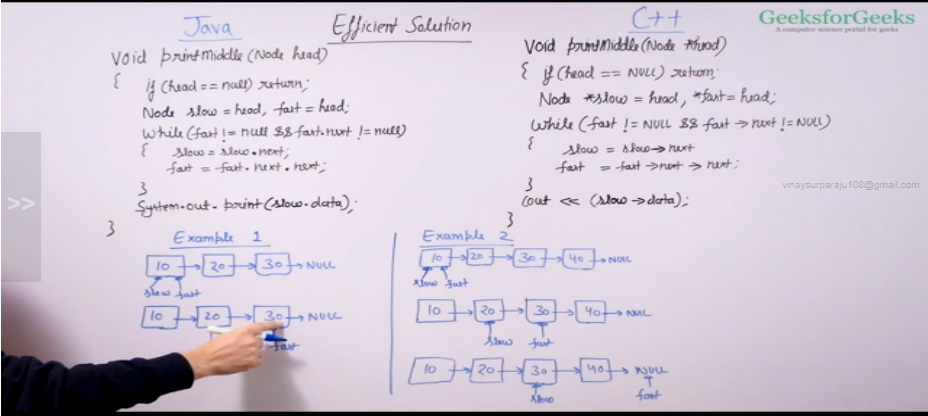 Java
Efficient Solution
C++
GeeksforGeeks
A computer science portal for geeks
Void printMiddle (Node head)
{ if (head == null) return;
Node slow = head, fast = head;
While (fast != null && fast.next != null)
{ slow = slow.next;
fast = fast.next.next;
}
System.out.print(slow.data);
}
Void printMiddle (Node *head)
{ if (head == NULL) return;
Node *slow = head, *fast = head;
While (fast != NULL && fast → next != NULL)
{
slow = slow → next
fast = fast → next → next;
}
Cout << (slow → data);
}
vinaysurparaju108@gmail.com
>>
Example 1
10 → 20 → 30 → NULL
slow fast
10 → 20 → 30 → NULL
fast
Example 2
10 → 20 → 30 → 40 → NULL
slow fast
10 → 20 → 30 → 40 → NULL
slow fast
10 → 20 → 30 → 40 → NULL
slow fast